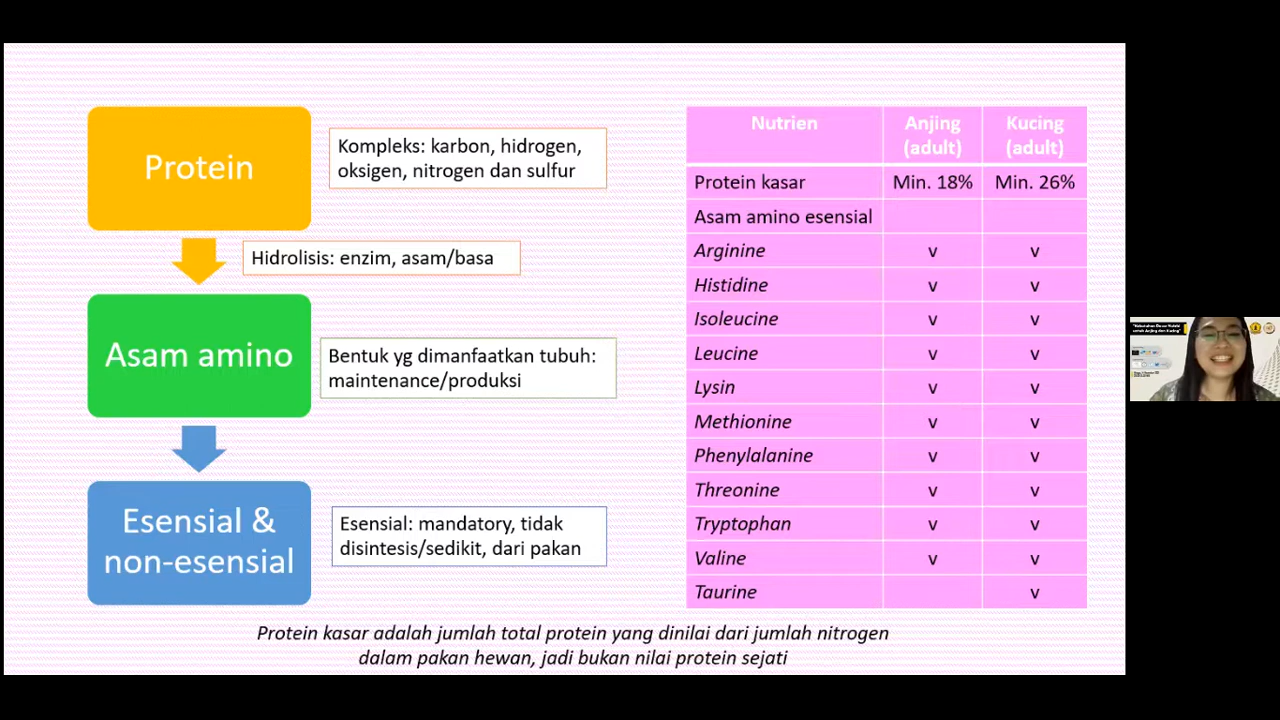 Protein
Kompleks: karbon, hidrogen,
oksigen, nitrogen dan sulfur
Hidrolisis: enzim, asam/basa
Asam amino
Bentuk yg dimanfaatkan tubuh:
maintenance/produksi
Esensial &
non-esensial
Esensial: mandatory, tidak
disintesis/sedikit, dari pakan
Nutrien Anjing (adult) Kucing (adult)
Protein kasar Min. 18% Min. 26%
Asam amino esensial
Arginine v v
Histidine v v
Isoleucine v v
Leucine v v
Lysin v v
Methionine v v
Phenylalanine v v
Threonine v v
Tryptophan v v
Valine v v
Taurine v
Protein kasar adalah jumlah total protein yang dinilai dari jumlah nitrogen
dalam pakan hewan, jadi bukan nilai protein sejati